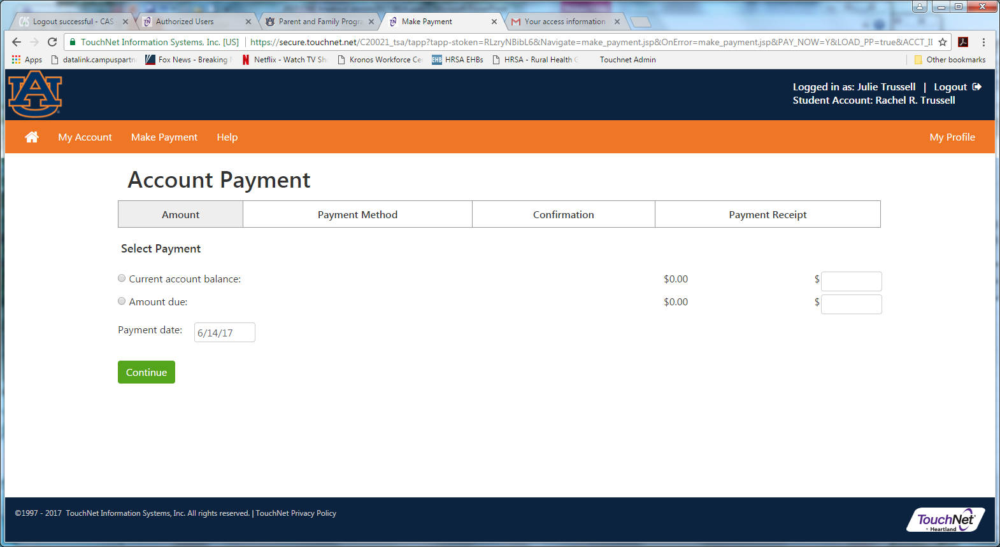 Logout successful - CAS
Authorized Users
Parent and Family Progra
Make Payment
Your access information
TouchNet Information Systems, Inc. [US]
https://secure.touchnet.net/C20021_tsa/tapp?tapp-stoken=RLzryNBibL6&Navigate=make_payment.jsp&OnError=make_payment.jsp&PAY_NOW=Y&LOAD_PP=true&ACCT_ID
Apps
datalink.campuspartn
Fox News - Breaking
Netflix - Watch TV Sh
Kronos Workforce Ce
EHB HRSA EHBs
HRSA - Rural Health G
Touchnet Admin
Other bookmarks
Logged in as: Julie Trussell | Logout
Student Account: Rachel R. Trussell
My Account
Make Payment
Help
My Profile
Account Payment
Amount
Payment Method
Confirmation
Payment Receipt
Select Payment
Current account balance: $0.00 $
Amount due: $0.00 $
Payment date: 6/14/17
Continue
©1997 - 2017 TouchNet Information Systems, Inc. All rights reserved. | TouchNet Privacy Policy
TouchNet
+ Heartland